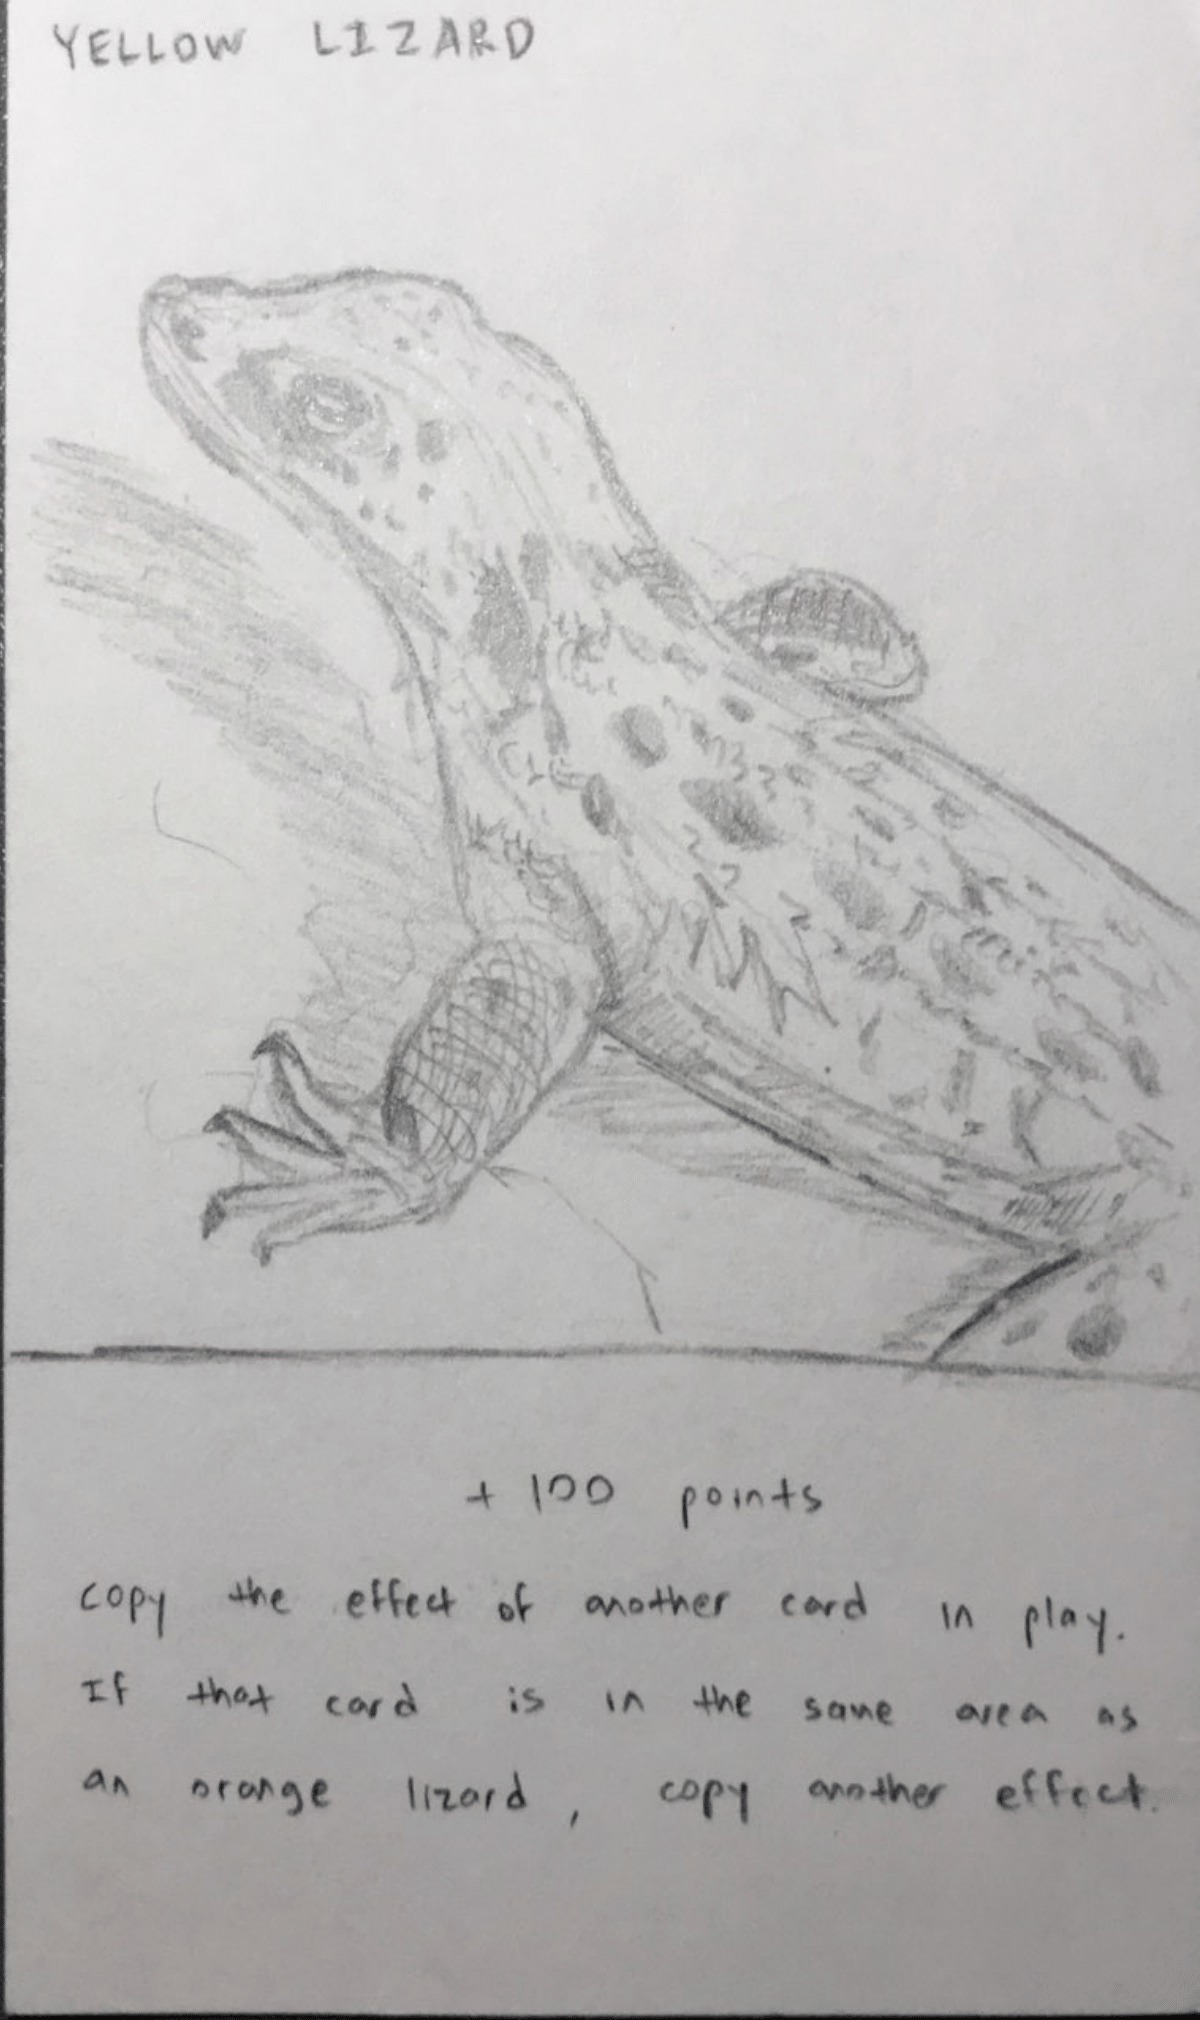 YELLOW LIZARD
+ 100 points
copy the effect of another card in play.
If that card is in the same area as
an orange lizard, copy another effect.